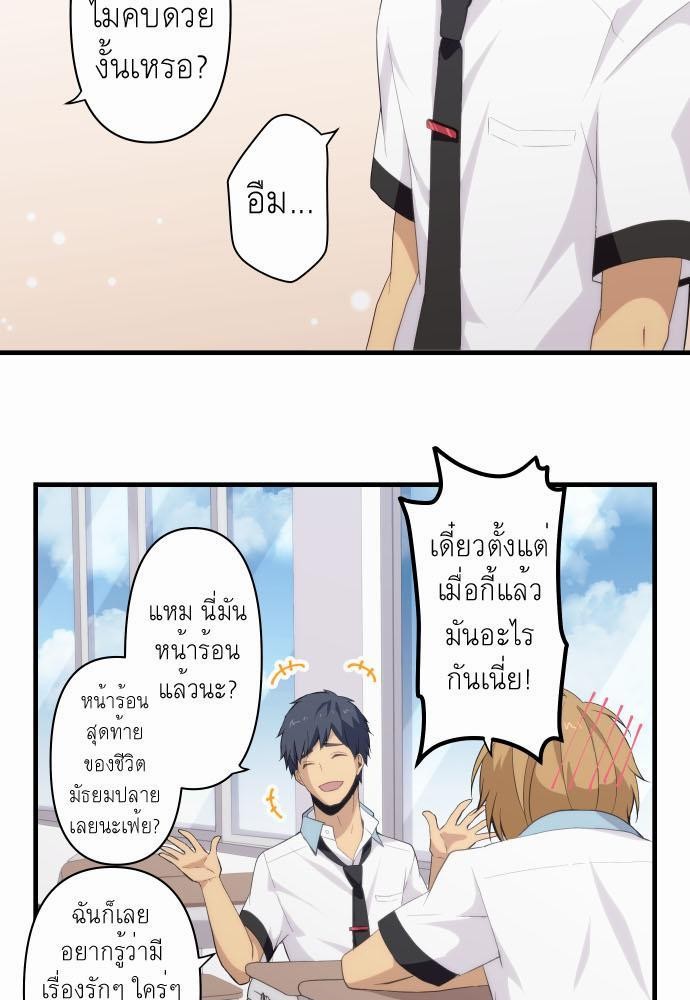 ไม่คบด้วย
งั้นเหรอ?
อืม...
เดี๋ยวตั้งแต่
เมื่อกี้แล้ว
มันอะไร
กันเนี่ย!
แหม นี่มัน
หน้าร้อน
แล้วนะ?
หน้าร้อน
สุดท้าย
ของชีวิต
มัธยมปลาย
เลยนะเฟ้ย?
ฉันก็เลย
อยากรู้ว่ามี
เรื่องรักๆ ใคร่ๆ